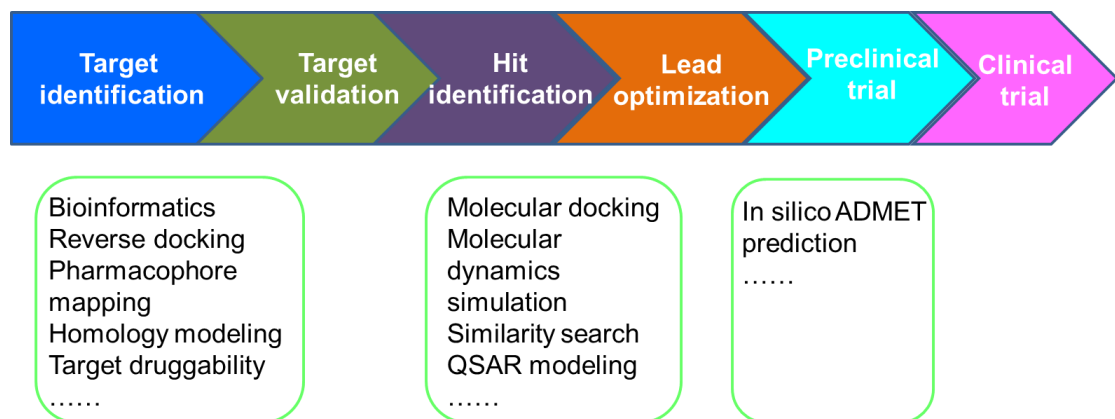 Target
identification
Target
validation
Hit
identification
Lead
optimization
Preclinical
trial
Clinical
trial
Bioinformatics
Reverse docking
Pharmacophore
mapping
Homology modeling
Target druggability
……
Molecular docking
Molecular
dynamics
simulation
Similarity search
QSAR modeling
……
In silico ADMET
prediction
……